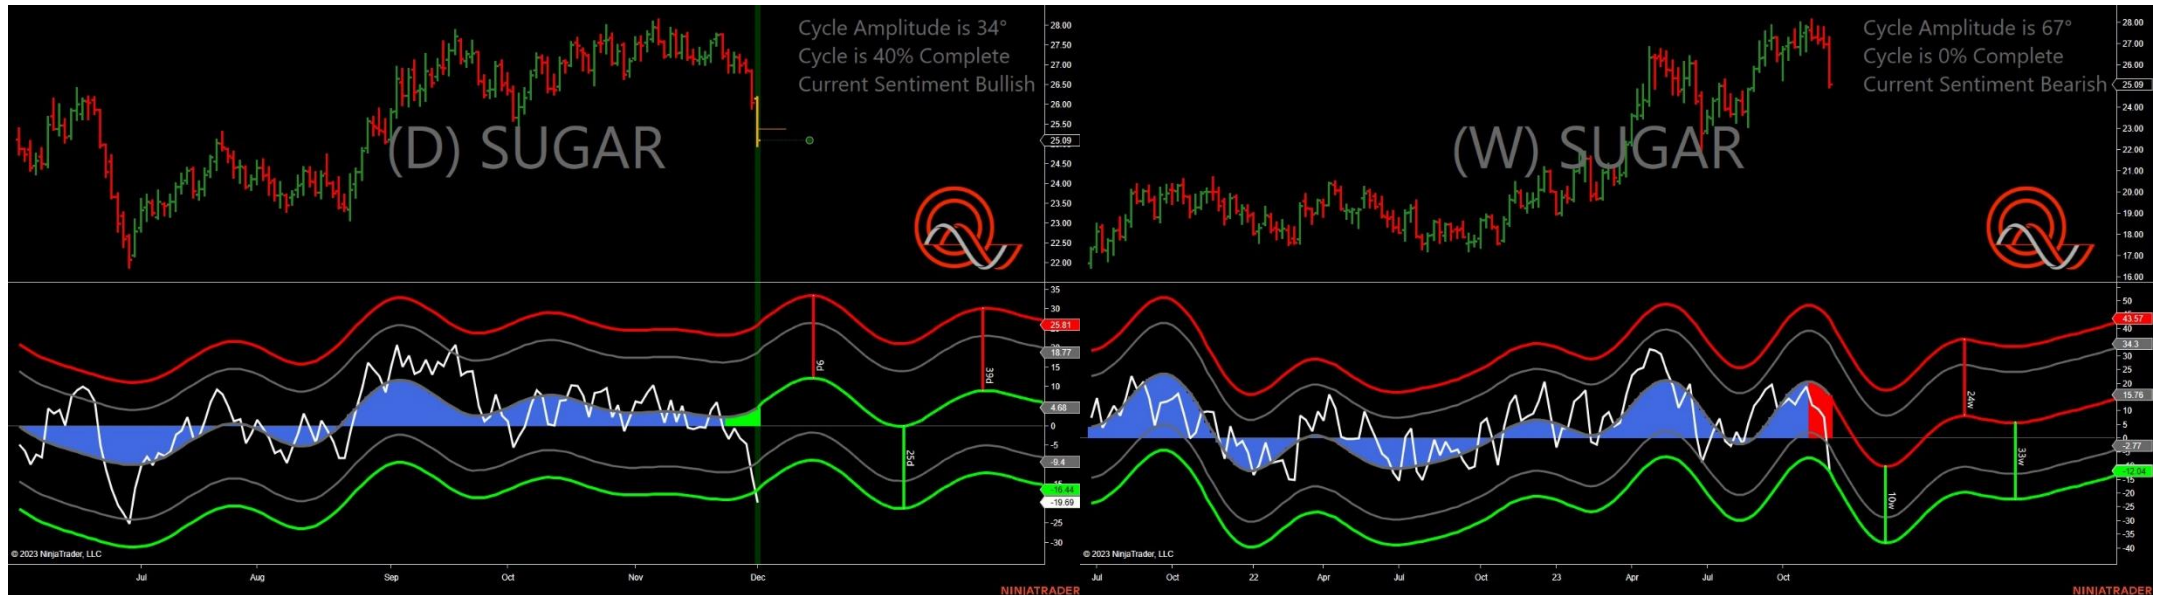 Cycle Amplitude is 34°
Cycle is 40% Complete
Current Sentiment Bullish
(D) SUGAR
28.00
27.50
27.00
26.50
26.00
25.50
25.09
24.50
24.00
23.50
23.00
22.50
22.00
35
30
25.81
18.77
15
10
4.68
0
-5
-9.4
-16.44
-19.69
-25
-30
9d
39d
25d
© 2023 NinjaTrader, LLC
Jul
Aug
Sep
Oct
Nov
Dec
NINJATRADER
Cycle Amplitude is 67°
Cycle is 0% Complete
Current Sentiment Bearish
(W) SUGAR
28.00
27.00
26.00
25.09
24.00
23.00
22.00
21.00
20.00
19.00
18.00
17.00
16.00
50
43.57
40
34.3
30
25
20
15.76
10
5
0
-2.77
-12.04
-15
-20
-25
-30
-35
-40
24w
33w
10w
© 2023 NinjaTrader, LLC
Jul
Oct
22
Apr
Jul
Oct
23
Apr
Jul
Oct
NINJATRADER